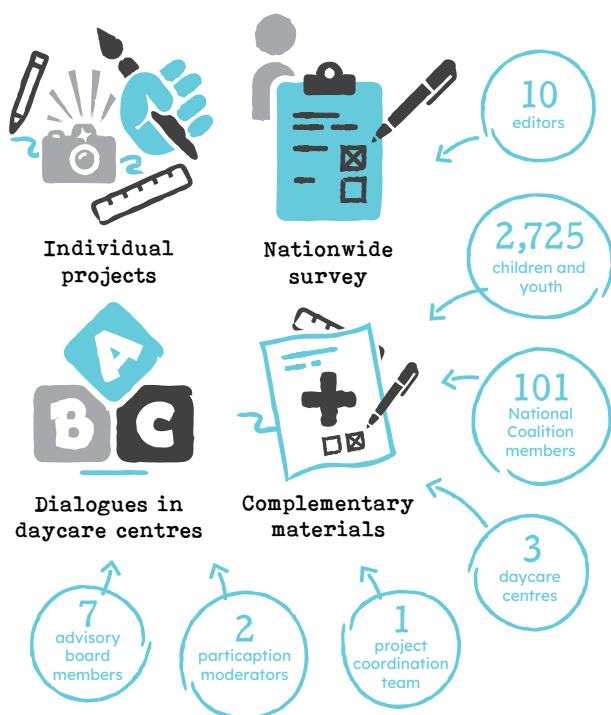 10
editors
Individual
projects
Nationwide
survey
2,725
children and
youth
A
B
C
101
National
Coalition
members
Dialogues in
daycare centres
Complementary
materials
3
daycare
centres
7
advisory
board
members
2
particaption
moderators
1
project
coordination
team